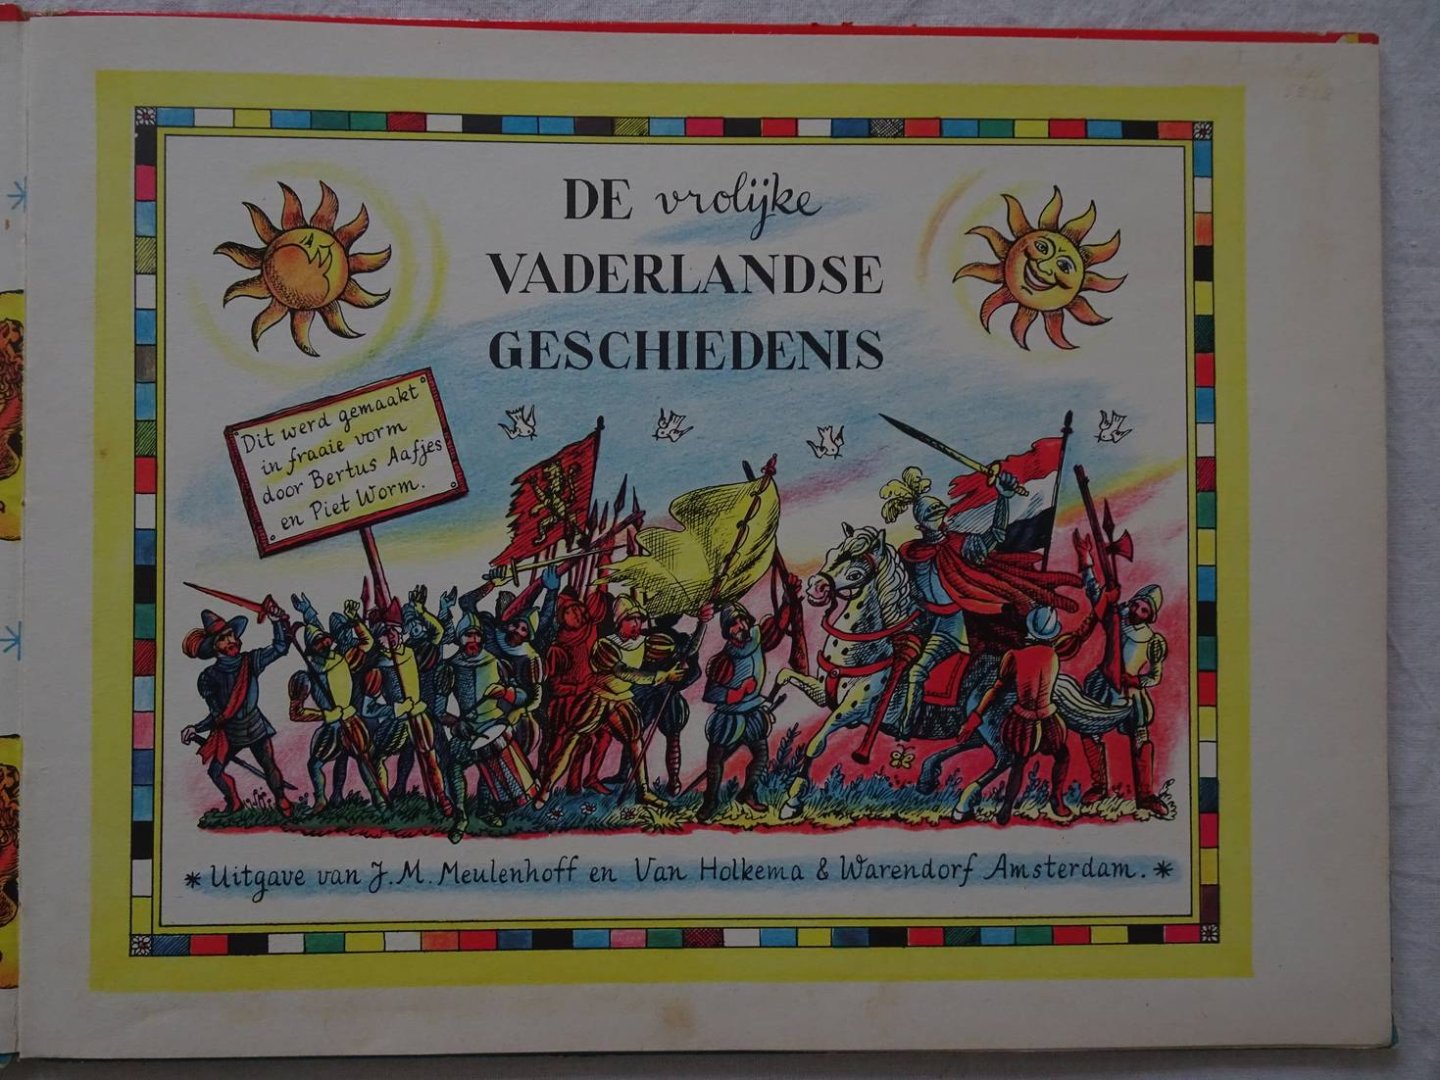 DE vrolijke
VADERLANDSE
GESCHIEDENIS
Dit werd gemaakt
in fraaie vorm
door Bertus Aafjes
en Piet Worm.
* Uitgave van J. M. Meulenhoff en Van Holkema & Warendorf Amsterdam. *